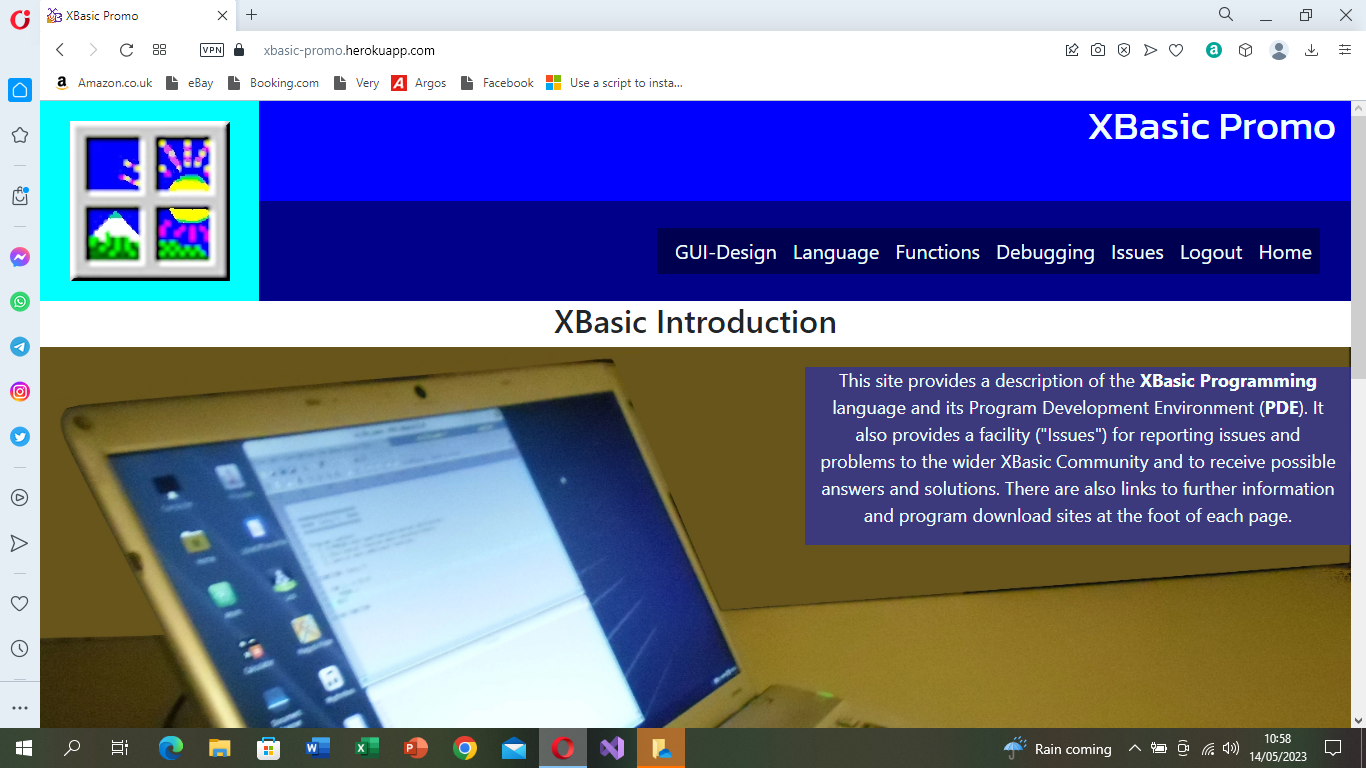 XBasic Promo
VPN
xbasic-promo.herokuapp.com
Amazon.co.uk
eBay
Booking.com
Very
Argos
Facebook
Use a script to insta...
XBasic Promo
GUI-Design Language Functions Debugging Issues Logout Home
XBasic Introduction
This site provides a description of the XBasic Programming
language and its Program Development Environment (PDE). It
also provides a facility ("Issues") for reporting issues and
problems to the wider XBasic Community and to receive possible
answers and solutions. There are also links to further information
and program download sites at the foot of each page.
Rain coming
10:58
14/05/2023